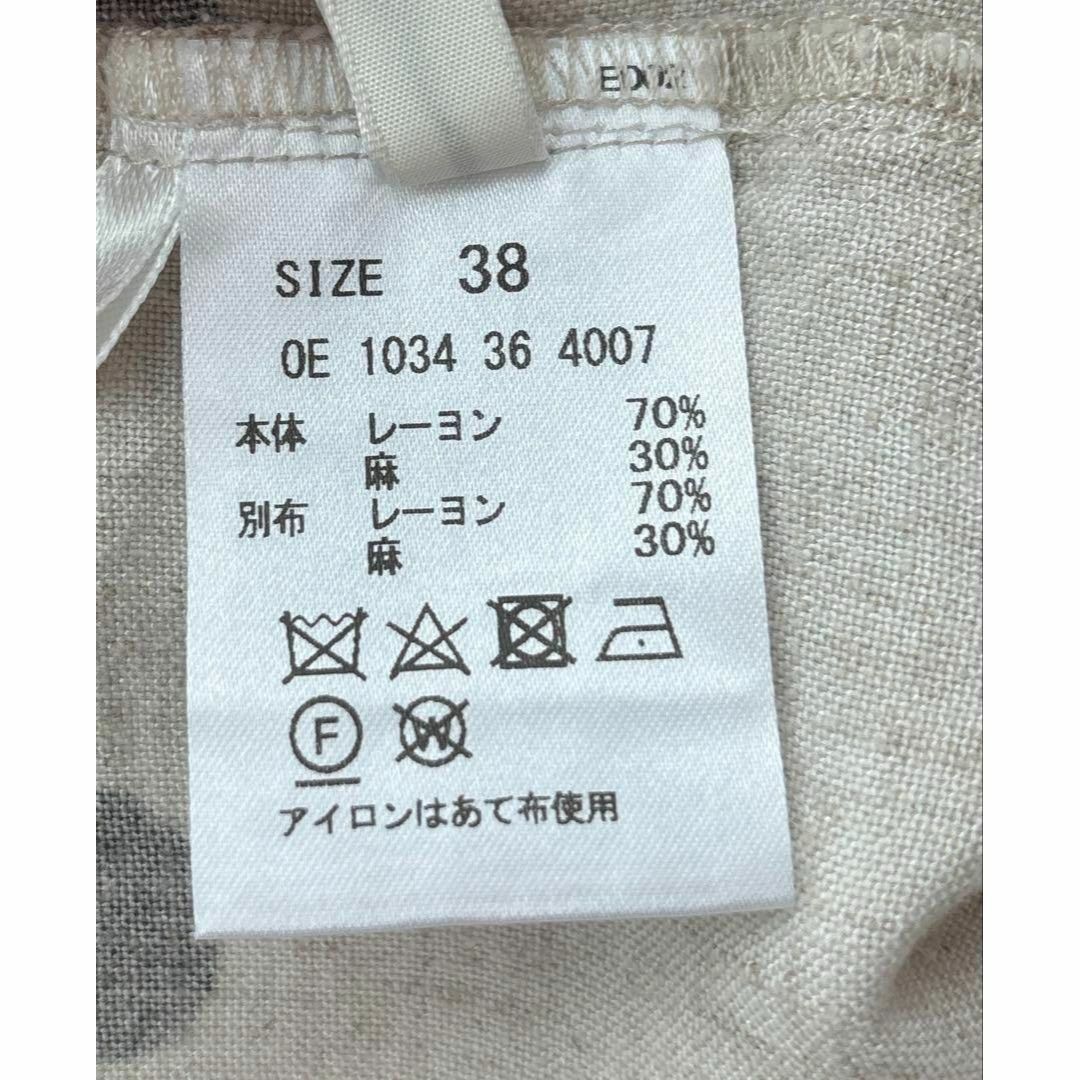 SIZE 38
OE 1034 36 4007
本体 レーヨン 70%
麻 30%
別布 レーヨン 70%
麻 30%
F
W
アイロンはあて布使用